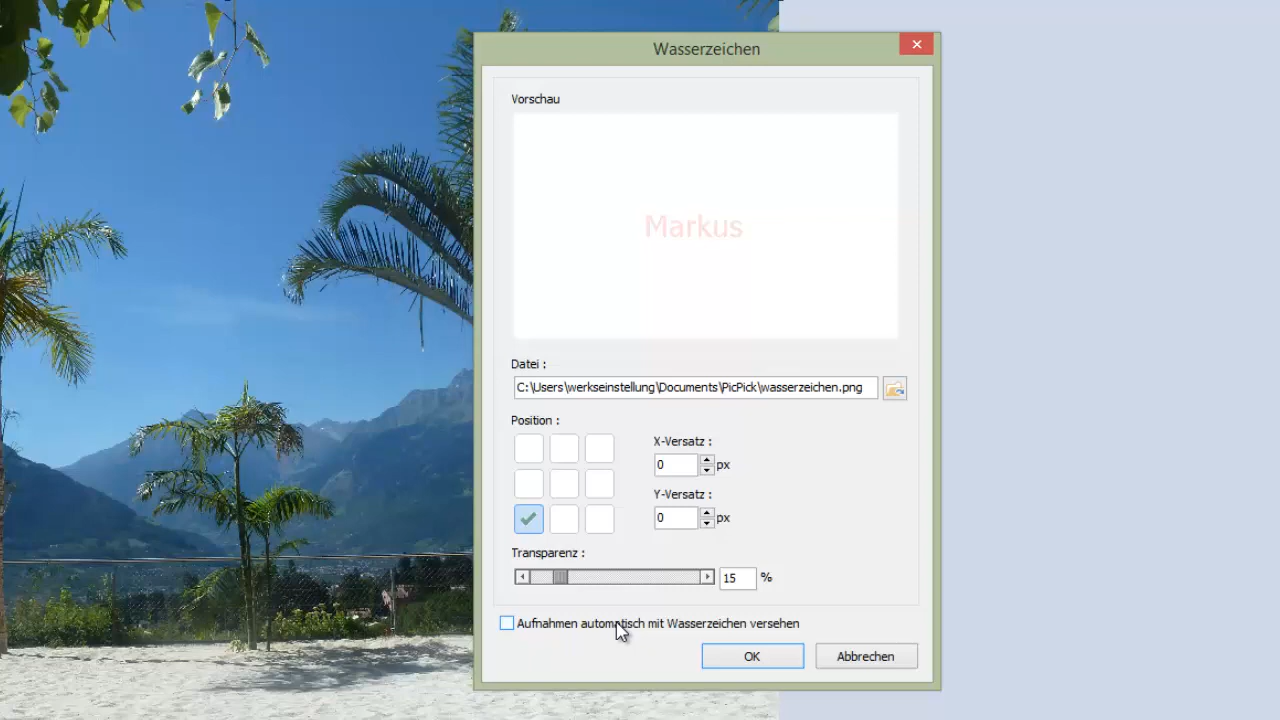 Wasserzeichen
Vorschau
Markus
Datei :
C:\Users\werkseinstellung\Documents\PicPick\wasserzeichen.png
Position :
X-Versatz :
0 px
Y-Versatz :
0 px
Transparenz :
15 %
Aufnahmen automatisch mit Wasserzeichen versehen
OK Abbrechen